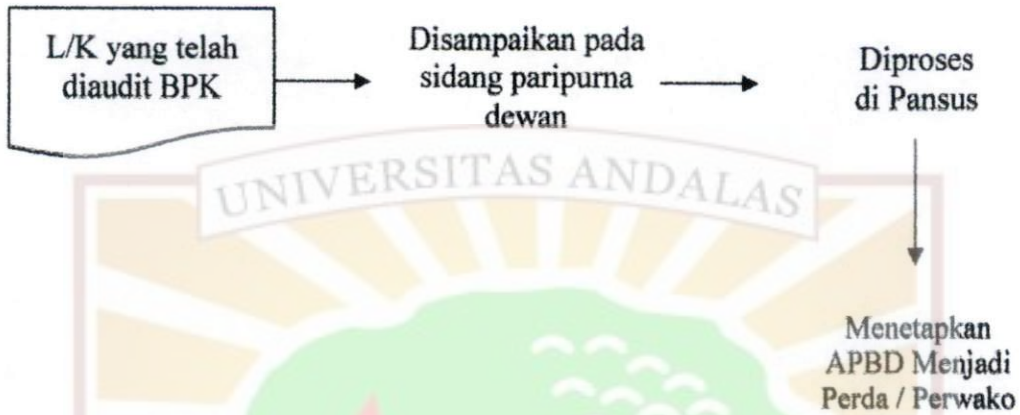 L/K yang telah
diaudit BPK
Disampaikan pada
sidang paripurna
dewan
Diproses
di Pansus
UNIVERSITAS ANDALAS
Menetapkan
APBD Menjadi
Perda / Perwako